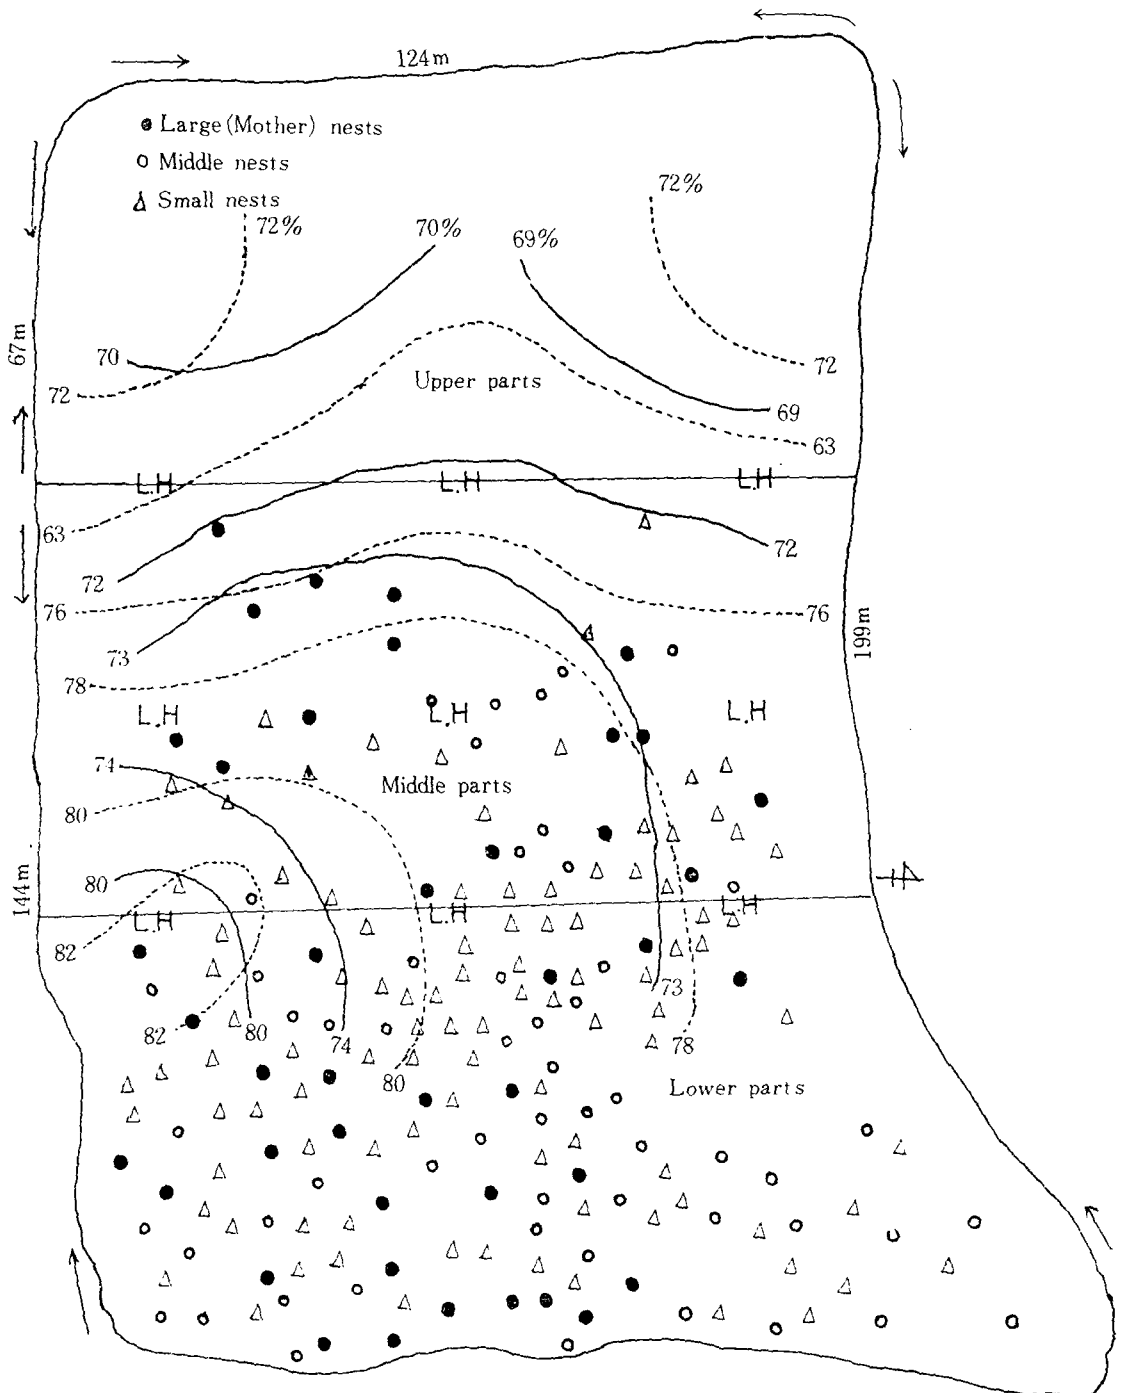 124m
Large (Mother) nests
Middle nests
Small nests
72%
72%
70%
69%
67m
70
72
72
69
Upper parts
63
L.H
L.H
L.H
63
72
72
76
76
73
199m
78
L.H
L.H
L.H
74
80
Middle parts
80
144m
L.H
L.H
L.H
82
73
82
80
74
78
80
Lower parts